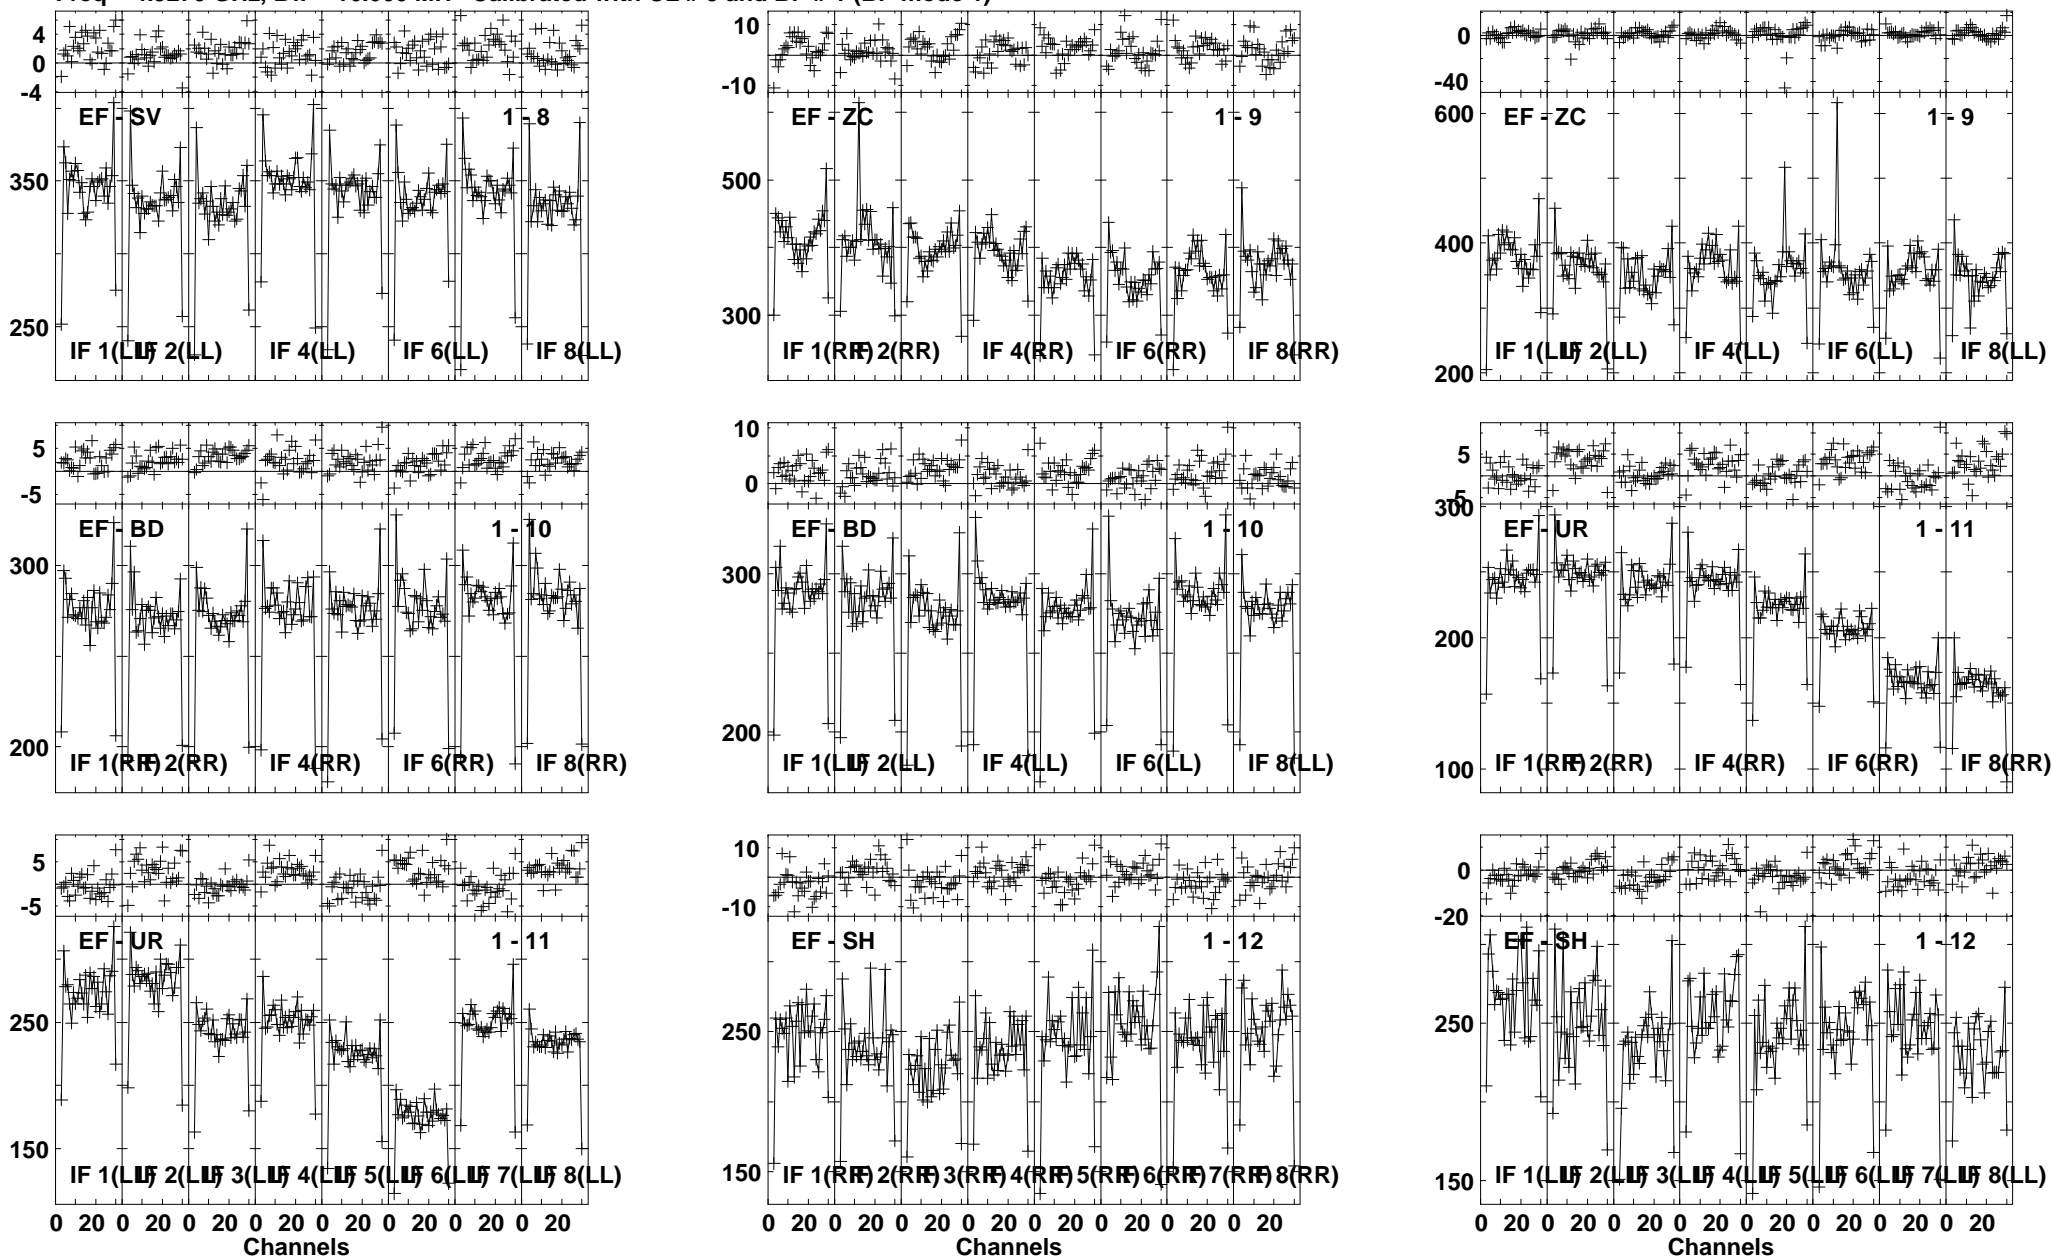 4 0 -4
10 0 -10
0 -40
EF - SV 1 - 8
EF - ZC 1 - 9
EF - ZC 1 - 9
350 250
500 300
600 400 200
IF 1(LL) IF 2(LL) IF 4(LL) IF 6(LL) IF 8(LL)
IF 1(RR) IF 2(RR) IF 4(RR) IF 6(RR) IF 8(RR)
IF 1(LL) IF 2(LL) IF 4(LL) IF 6(LL) IF 8(LL)
5 -5
10 0
5 -5
EF - BD 1 - 10
EF - BD 1 - 10
EF - UR 1 - 11
300 200
300 200
300 200 100
IF 1(RR) IF 2(RR) IF 4(RR) IF 6(RR) IF 8(RR)
IF 1(LL) IF 2(LL) IF 4(LL) IF 6(LL) IF 8(LL)
IF 1(RR) IF 2(RR) IF 4(RR) IF 6(RR) IF 8(RR)
5 -5
10 -10
0 -20
EF - UR 1 - 11
EF - SH 1 - 12
EF - SH 1 - 12
250 150
250 150
250 150
IF 1(LL) IF 2(LL) IF 3(LL) IF 4(LL) IF 5(LL) IF 6(LL) IF 7(LL) IF 8(LL)
IF 1(RR) IF 2(RR) IF 3(RR) IF 4(RR) IF 5(RR) IF 6(RR) IF 7(RR) IF 8(RR)
IF 1(LL) IF 2(LL) IF 3(LL) IF 4(LL) IF 5(LL) IF 6(LL) IF 7(LL) IF 8(LL)
0 20 0 20 0 20 0 20 0 20 0 20 0 20 0 20
0 20 0 20 0 20 0 20 0 20 0 20 0 20 0 20
0 20 0 20 0 20 0 20 0 20 0 20 0 20 0 20
Channels
Channels
Channels